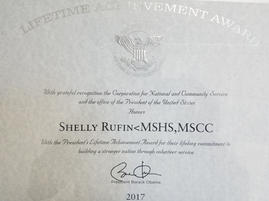 LIFETIME ACHIEVEMENT AWARD
With grateful recognition the Corporation for National and Community Service
and the office of the President of the United States
Honors
SHELLY RUFIN<MSHS,MSCC
With the President's Lifetime Achievement Award for their lifelong commitment to
building a stronger nation through volunteer service
President Barack Obama
2017